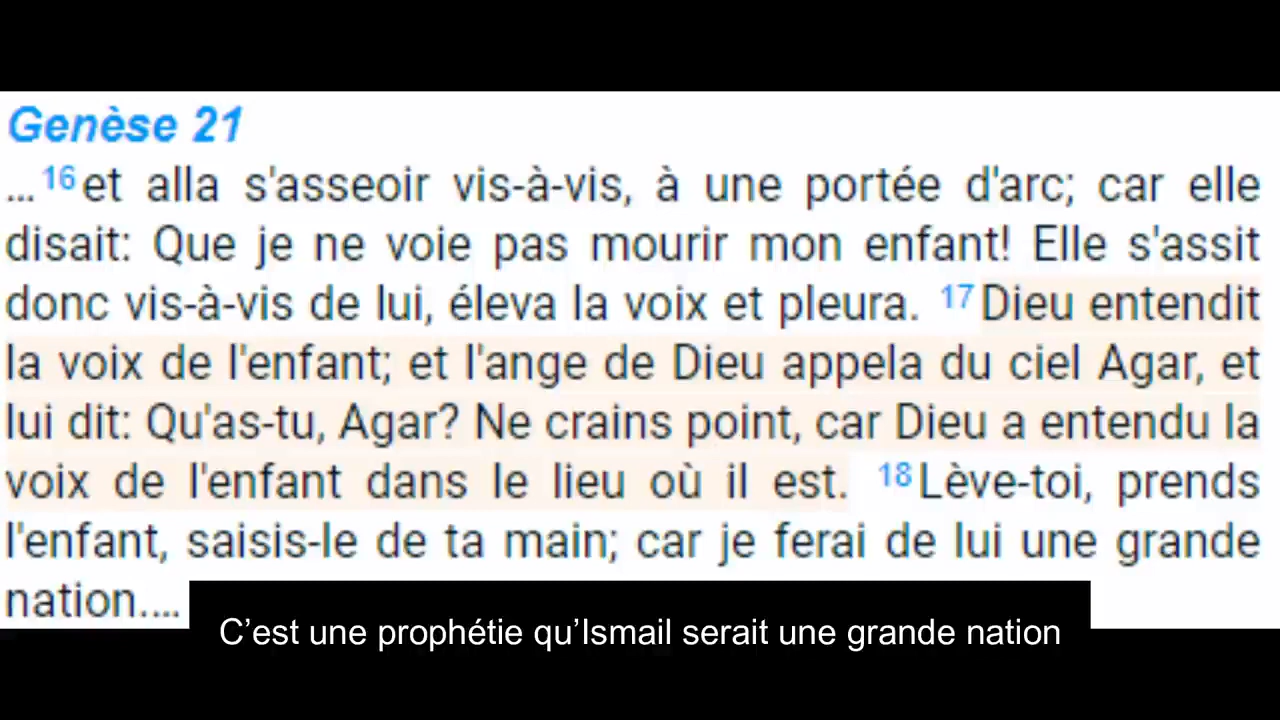 Genèse 21
... 16 et alla s'asseoir vis-à-vis, à une portée d'arc; car elle
disait: Que je ne voie pas mourir mon enfant! Elle s'assit
donc vis-à-vis de lui, éleva la voix et pleura. 17 Dieu entendit
la voix de l'enfant; et l'ange de Dieu appela du ciel Agar, et
lui dit: Qu'as-tu, Agar? Ne crains point, car Dieu a entendu la
voix de l'enfant dans le lieu où il est. 18 Lève-toi, prends
l'enfant, saisis-le de ta main; car je ferai de lui une grande
nation....
C’est une prophétie qu’Ismail serait une grande nation